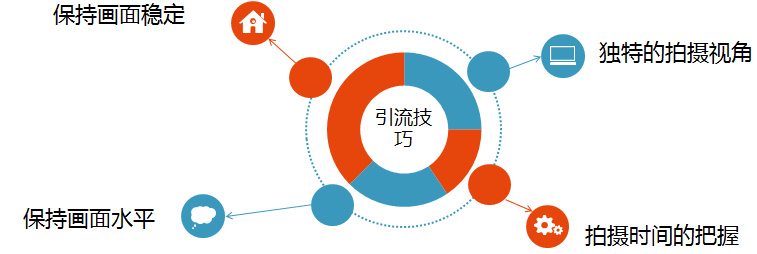 保持画面稳定
独特的拍摄视角
引流技
巧
保持画面水平
拍摄时间的把握